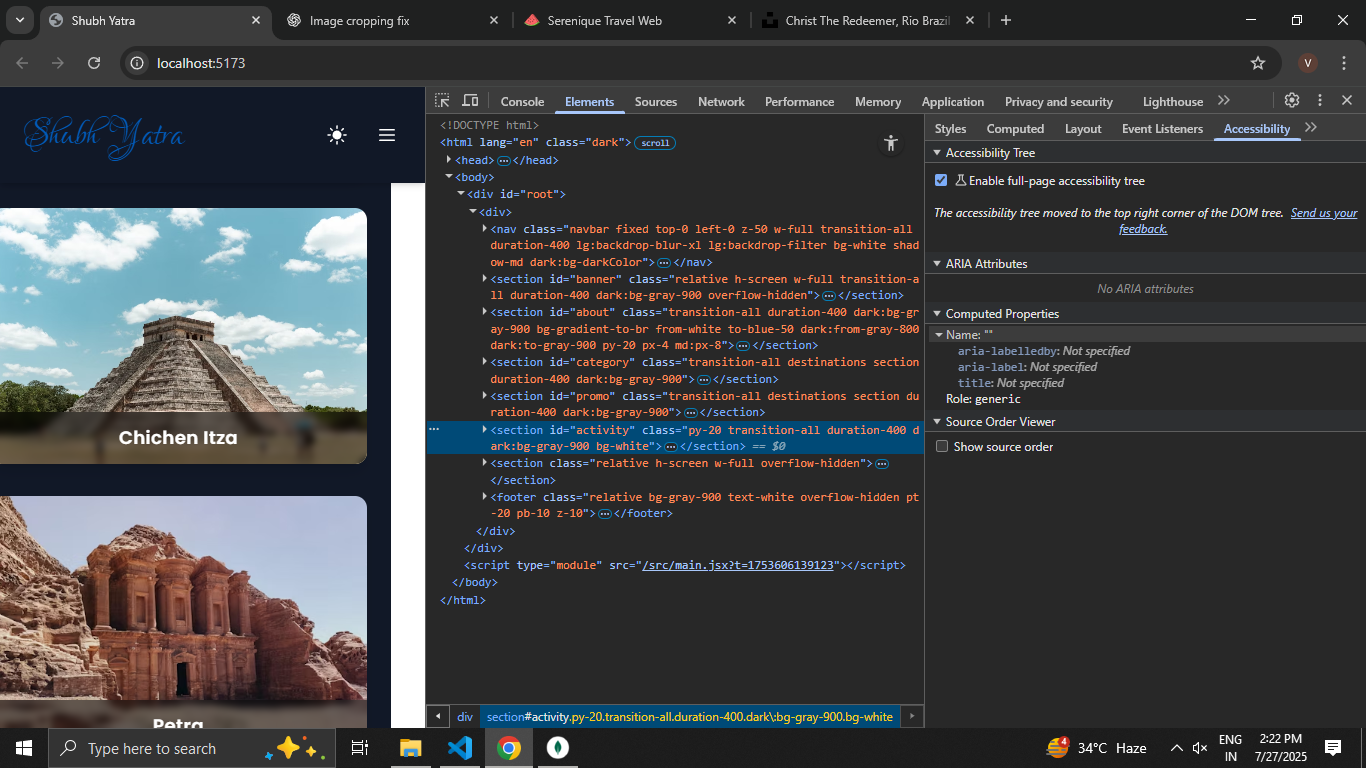 Shubh Yatra
Image cropping fix
Serenique Travel Web
Christ The Redeemer, Rio Brazil
localhost:5173
V
Shubh Yatra
Chichen Itza
Petra
Console Elements Sources Network Performance Memory Application Privacy and security Lighthouse
<!DOCTYPE html>
<html lang="en" class="dark"> scroll
<head> … </head>
<body>
<div id="root">
<div>
<nav class="navbar fixed top-0 left-0 z-50 w-full transition-all
duration-400 lg:backdrop-blur-xl lg:backdrop-filter bg-white shad
ow-md dark:bg-darkColor"> … </nav>
<section id="banner" class="relative h-screen w-full transition-a
ll duration-400 dark:bg-gray-900 overflow-hidden"> … </section>
<section id="about" class="transition-all duration-400 dark:bg-gr
ay-900 bg-gradient-to-br from-white to-blue-50 dark:from-gray-800
dark:to-gray-900 py-20 px-4 md:px-8"> … </section>
<section id="category" class="transition-all destinations section
duration-400 dark:bg-gray-900"> … </section>
<section id="promo" class="transition-all destinations section du
ration-400 dark:bg-gray-900"> … </section>
… <section id="activity" class="py-20 transition-all duration-400 d
ark:bg-gray-900 bg-white"> … </section> == $0
<section class="relative h-screen w-full overflow-hidden"> …
</section>
<footer class="relative bg-gray-900 text-white overflow-hidden pt
-20 pb-10 z-10"> … </footer>
</div>
</div>
<script type="module" src="/src/main.jsx?t=1753606139123"></script>
</body>
</html>
div section#activity.py-20.transition-all.duration-400.dark\:bg-gray-900.bg-white
Styles Computed Layout Event Listeners Accessibility
Accessibility Tree
Enable full-page accessibility tree
The accessibility tree moved to the top right corner of the DOM tree. Send us your
feedback.
ARIA Attributes
No ARIA attributes
Computed Properties
Name: ""
aria-labelledby: Not specified
aria-label: Not specified
title: Not specified
Role: generic
Source Order Viewer
Show source order
Type here to search
4
34°C Haze
ENG
IN
2:22 PM
7/27/2025